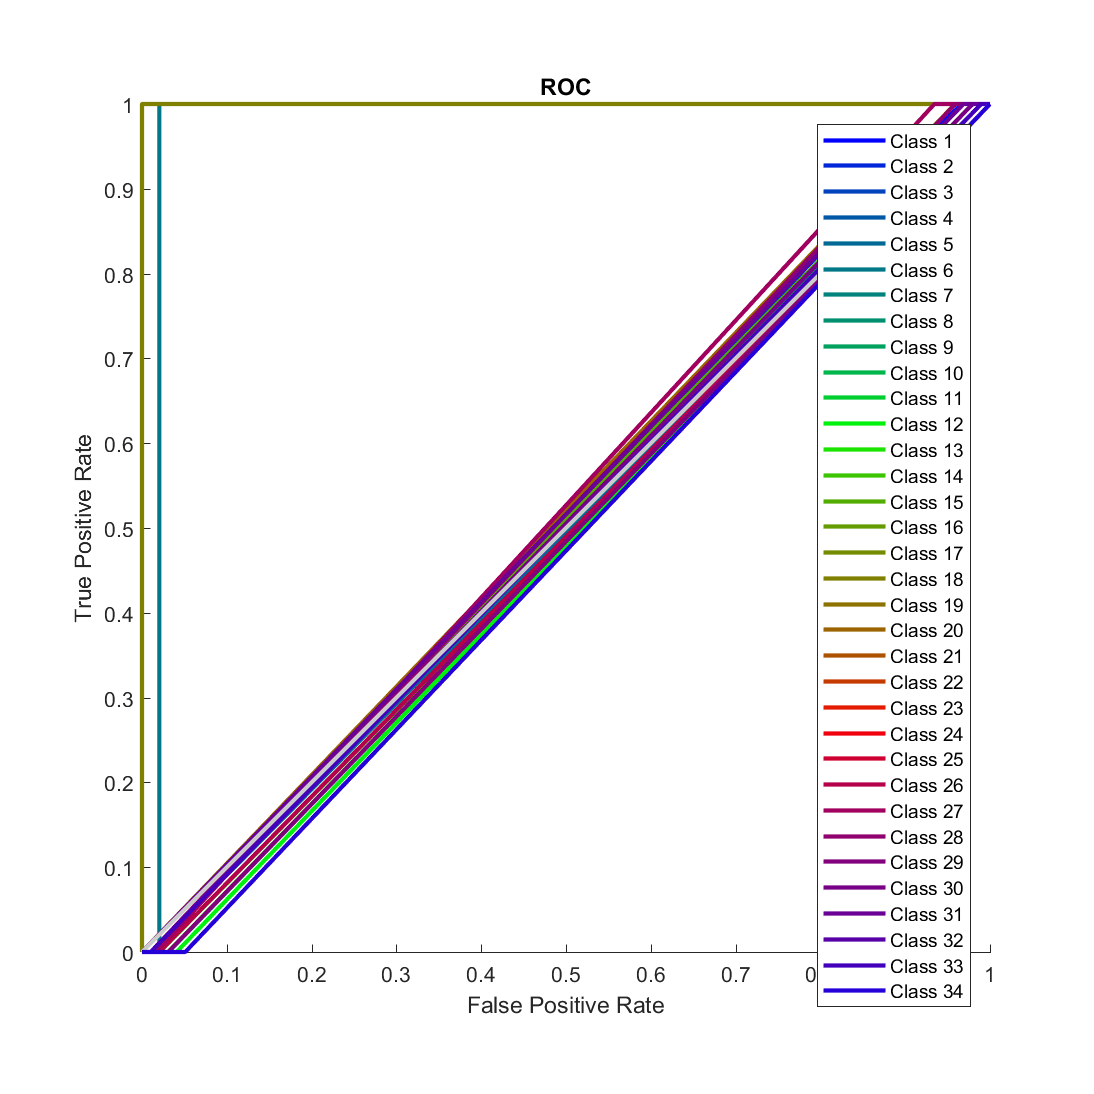 ROC
True Positive Rate
1
0.9
0.8
0.7
0.6
0.5
0.4
0.3
0.2
0.1
0
0 0.1 0.2 0.3 0.4 0.5 0.6 0.7 0 1
False Positive Rate
Class 1
Class 2
Class 3
Class 4
Class 5
Class 6
Class 7
Class 8
Class 9
Class 10
Class 11
Class 12
Class 13
Class 14
Class 15
Class 16
Class 17
Class 18
Class 19
Class 20
Class 21
Class 22
Class 23
Class 24
Class 25
Class 26
Class 27
Class 28
Class 29
Class 30
Class 31
Class 32
Class 33
Class 34